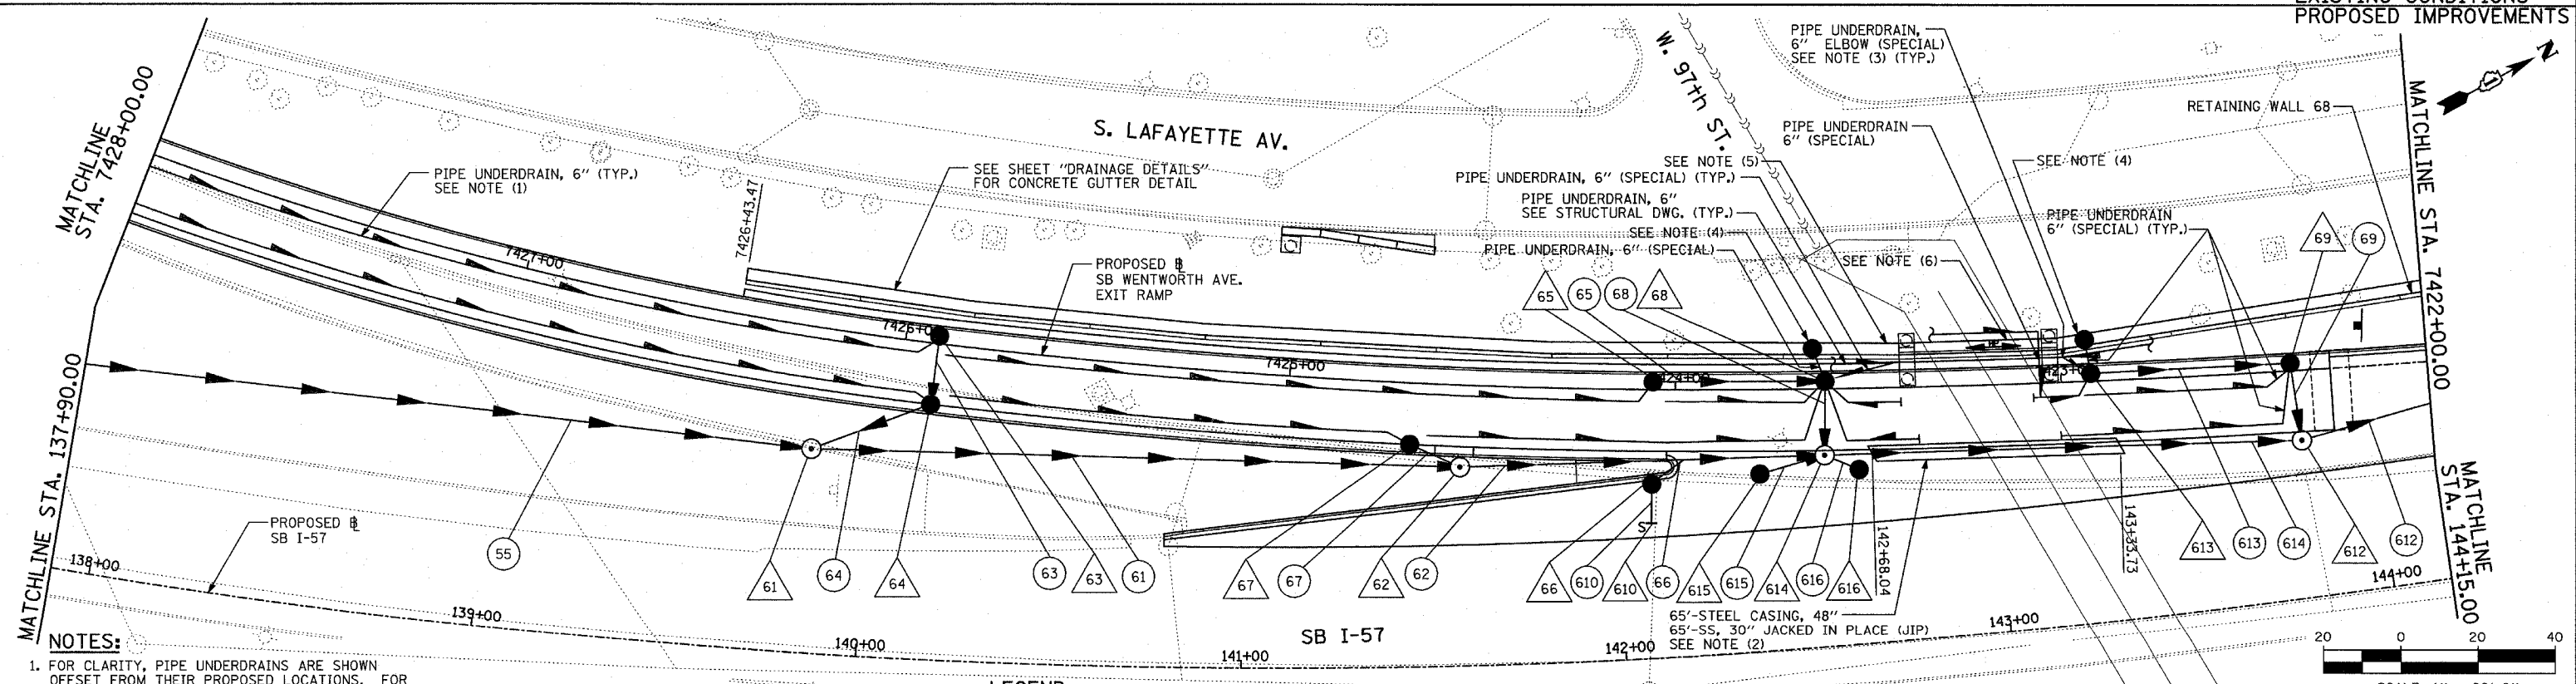 EXISTING CONDITIONS
PROPOSED IMPROVEMENTS
N
MATCHLINE
STA. 7428+00.00
PIPE UNDERDRAIN, 6" (TYP.)
SEE NOTE (1)
7427+00
7426+43.47
SEE SHEET "DRAINAGE DETAILS"
FOR CONCRETE GUTTER DETAIL
S. LAFAYETTE AV.
W. 97th ST.
PIPE UNDERDRAIN,
6" ELBOW (SPECIAL)
SEE NOTE (3) (TYP.)
PIPE UNDERDRAIN
6" (SPECIAL)
SEE NOTE (5)
PIPE UNDERDRAIN, 6" (SPECIAL) (TYP.)
PIPE UNDERDRAIN, 6"
SEE STRUCTURAL DWG. (TYP.)
SEE NOTE (4)
PIPE UNDERDRAIN, 6" (SPECIAL)
SEE NOTE (6)
SEE NOTE (4)
PIPE UNDERDRAIN
6" (SPECIAL) (TYP.)
RETAINING WALL 68
MATCHLINE STA. 7422+00.00
PROPOSED B̵L
SB WENTWORTH AVE.
EXIT RAMP
65
65
68
68
69
69
7426+0
7425+00
7424+00
7423+0
MATCHLINE STA. 137+90.00
PROPOSED B̵L
SB I-57
55
61
64
64
63
63
61
67
67
62
62
66
610
610
66
615
615
614
616
616
142+68.04
143+33.73
613
613
614
612
612
MATCHLINE
STA. 144+15.00
65'-STEEL CASING, 48"
65'-SS, 30" JACKED IN PLACE (JIP)
SEE NOTE (2)
S
138+00
139+00
140+00
141+00
142+00
143+00
144+00
SB I-57
20 0 20 40
NOTES:
1. FOR CLARITY, PIPE UNDERDRAINS ARE SHOWN
OFFSET FROM THEIR PROPOSED LOCATIONS. FOR
LEGEND